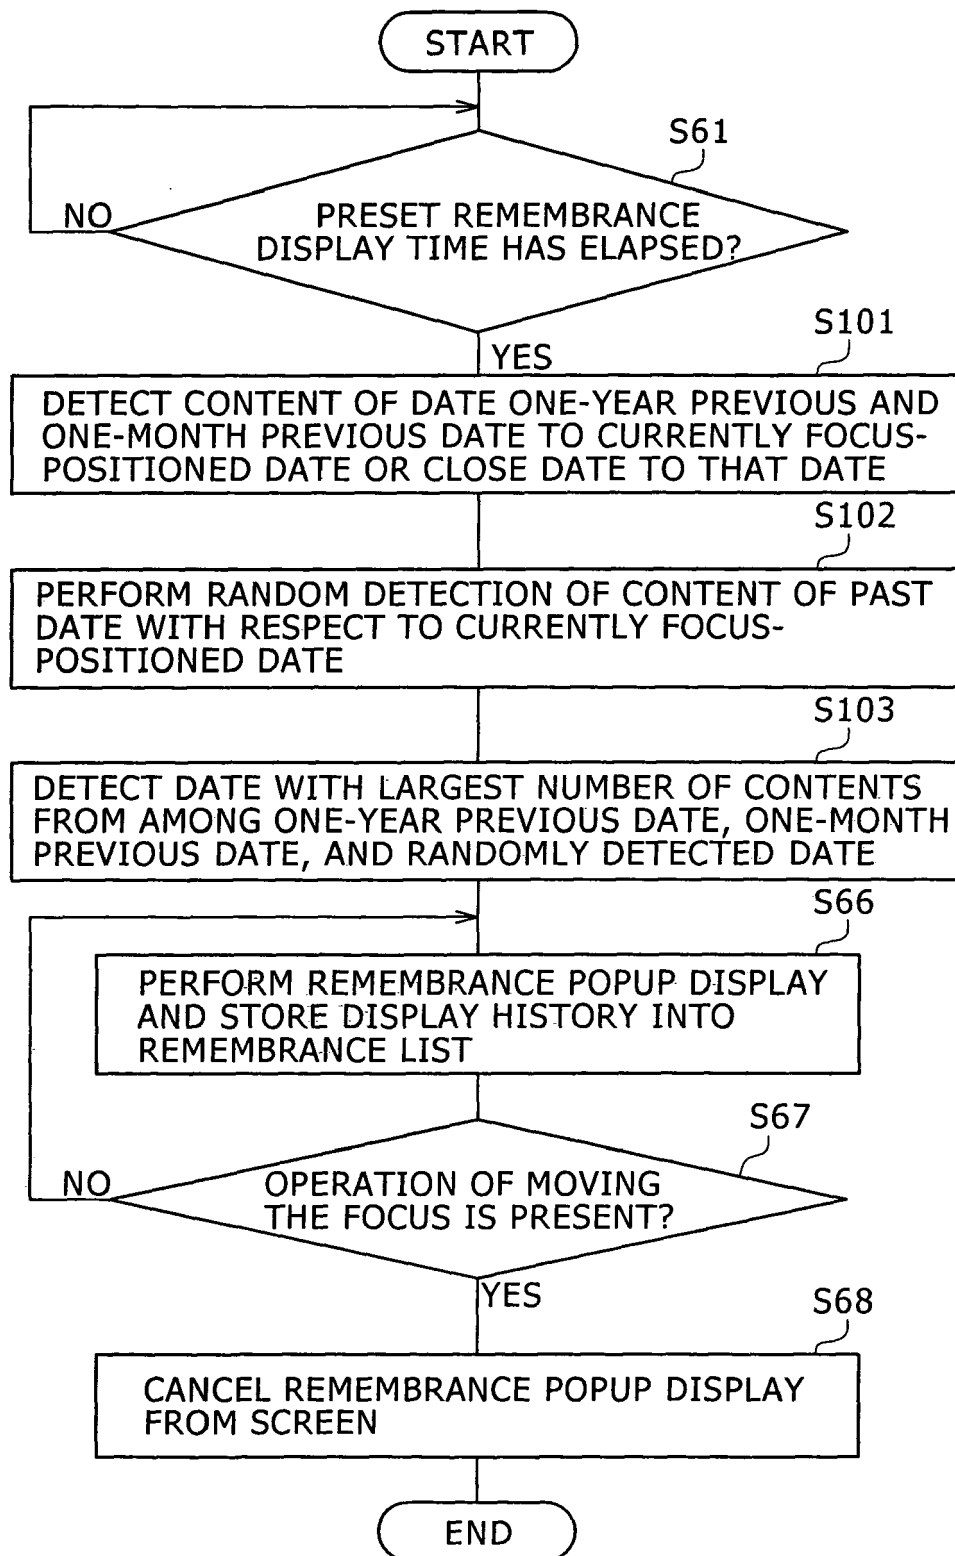 START
S61
NO
PRESET REMEMBRANCE
DISPLAY TIME HAS ELAPSED?
YES
S101
DETECT CONTENT OF DATE ONE-YEAR PREVIOUS AND
ONE-MONTH PREVIOUS DATE TO CURRENTLY FOCUS-
POSITIONED DATE OR CLOSE DATE TO THAT DATE
S102
PERFORM RANDOM DETECTION OF CONTENT OF PAST
DATE WITH RESPECT TO CURRENTLY FOCUS-
POSITIONED DATE
S103
DETECT DATE WITH LARGEST NUMBER OF CONTENTS
FROM AMONG ONE-YEAR PREVIOUS DATE, ONE-MONTH
PREVIOUS DATE, AND RANDOMLY DETECTED DATE
S66
PERFORM REMEMBRANCE POPUP DISPLAY
AND STORE DISPLAY HISTORY INTO
REMEMBRANCE LIST
S67
NO
OPERATION OF MOVING
THE FOCUS IS PRESENT?
YES
S68
CANCEL REMEMBRANCE POPUP DISPLAY
FROM SCREEN
END